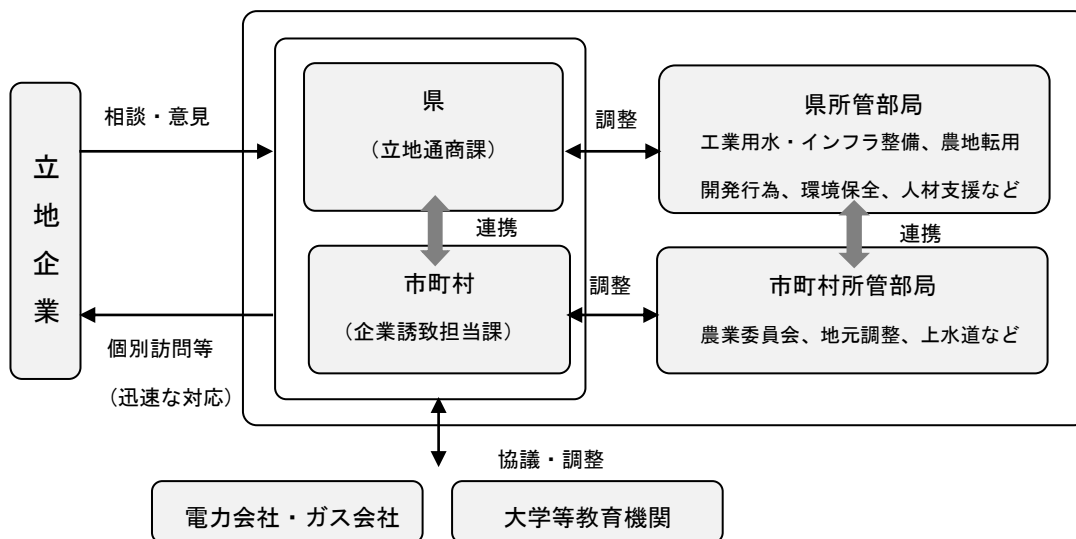 立地企業
相談・意見
個別訪問等
（迅速な対応）
県
（立地通商課）
連携
市町村
（企業誘致担当課）
調整
調整
県所管部局
工業用水・インフラ整備、農地転用
開発行為、環境保全、人材支援など
連携
市町村所管部局
農業委員会、地元調整、上水道など
協議・調整
電力会社・ガス会社
大学等教育機関